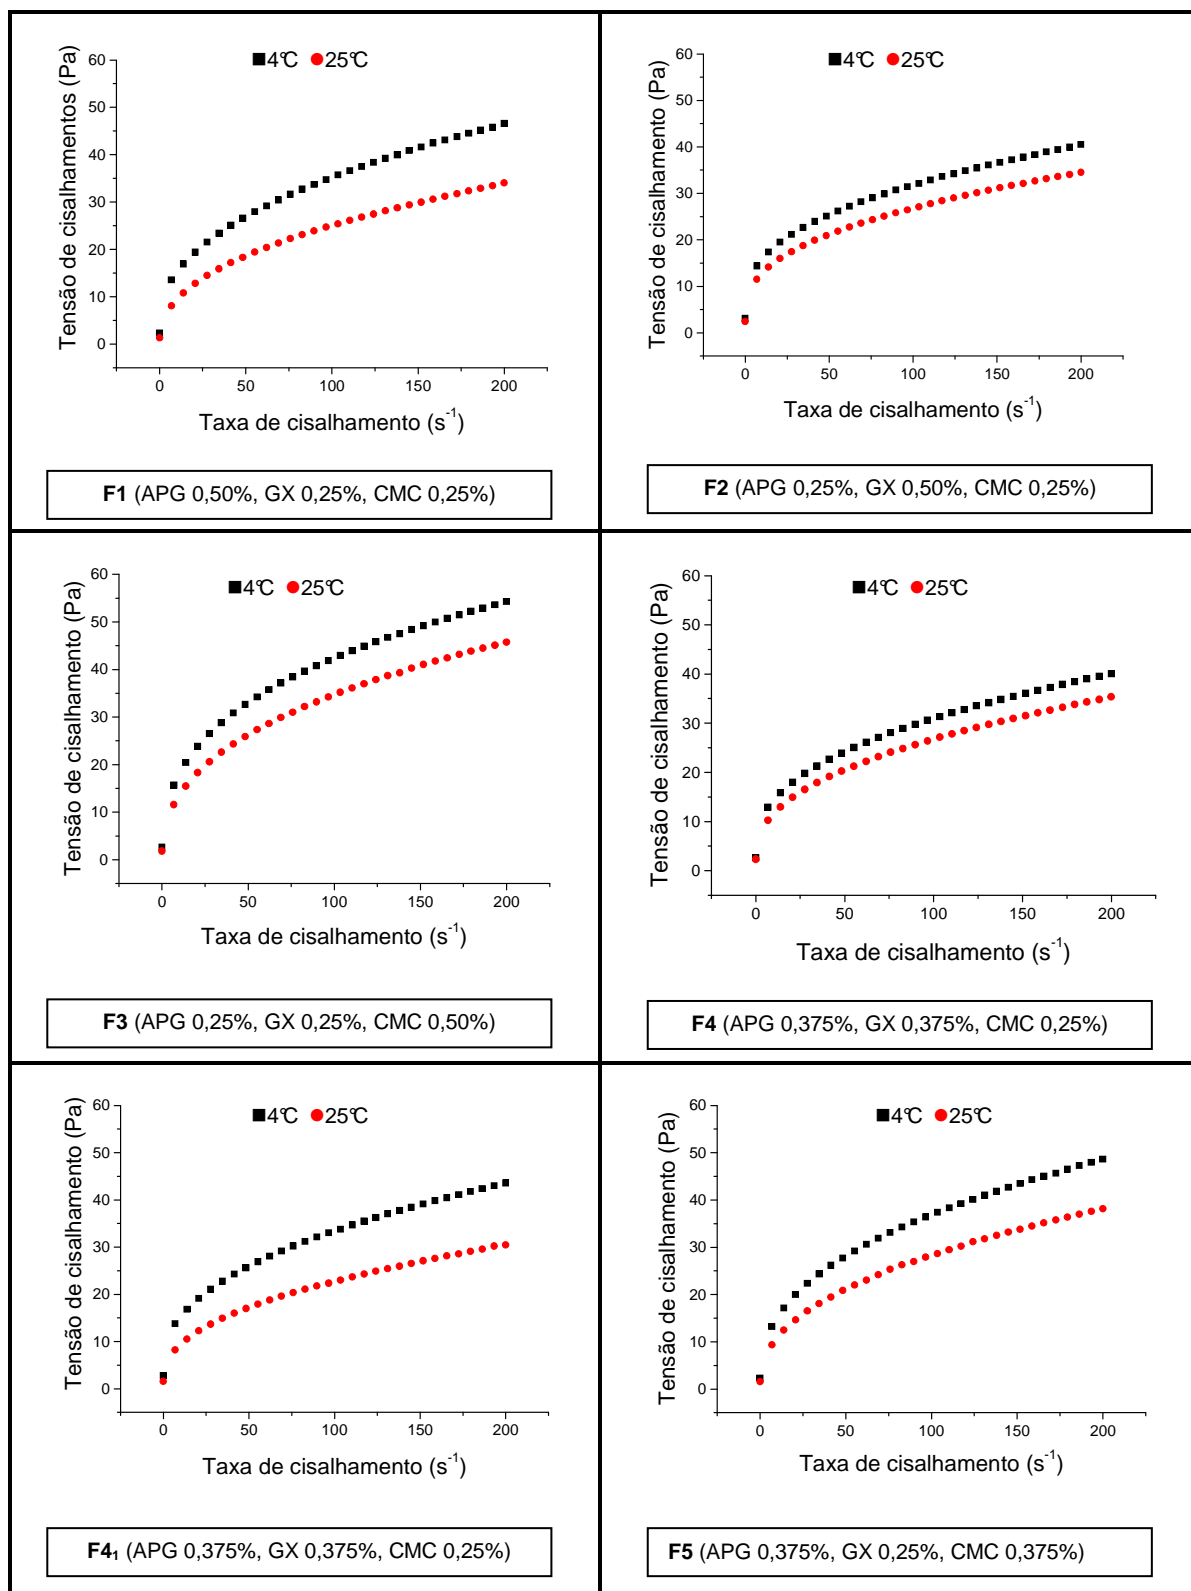 4°C 25°C
Tensão de cisalhamentos (Pa)
60
50
40
30
20
10
0
0 50 100 150 200
Taxa de cisalhamento (s⁻¹)
F1 (APG 0,50%, GX 0,25%, CMC 0,25%)
4°C 25°C
Tensão de cisalhamento (Pa)
60
50
40
30
20
10
0
0 50 100 150 200
Taxa de cisalhamento (s⁻¹)
F2 (APG 0,25%, GX 0,50%, CMC 0,25%)
4°C 25°C
Tensão de cisalhamento (Pa)
60
50
40
30
20
10
0
0 50 100 150 200
Taxa de cisalhamento (s⁻¹)
F3 (APG 0,25%, GX 0,25%, CMC 0,50%)
4°C 25°C
Tensão de cisalhamento (Pa)
60
50
40
30
20
10
0
0 50 100 150 200
Taxa de cisalhamento (s⁻¹)
F4 (APG 0,375%, GX 0,375%, CMC 0,25%)
4°C 25°C
Tensão de cisalhamento (Pa)
60
50
40
30
20
10
0
0 50 100 150 200
Taxa de cisalhamento (s⁻¹)
F4₁ (APG 0,375%, GX 0,375%, CMC 0,25%)
4°C 25°C
Tensão de cisalhamento (Pa)
60
50
40
30
20
10
0
0 50 100 150 200
Taxa de cisalhamento (s⁻¹)
F5 (APG 0,375%, GX 0,25%, CMC 0,375%)